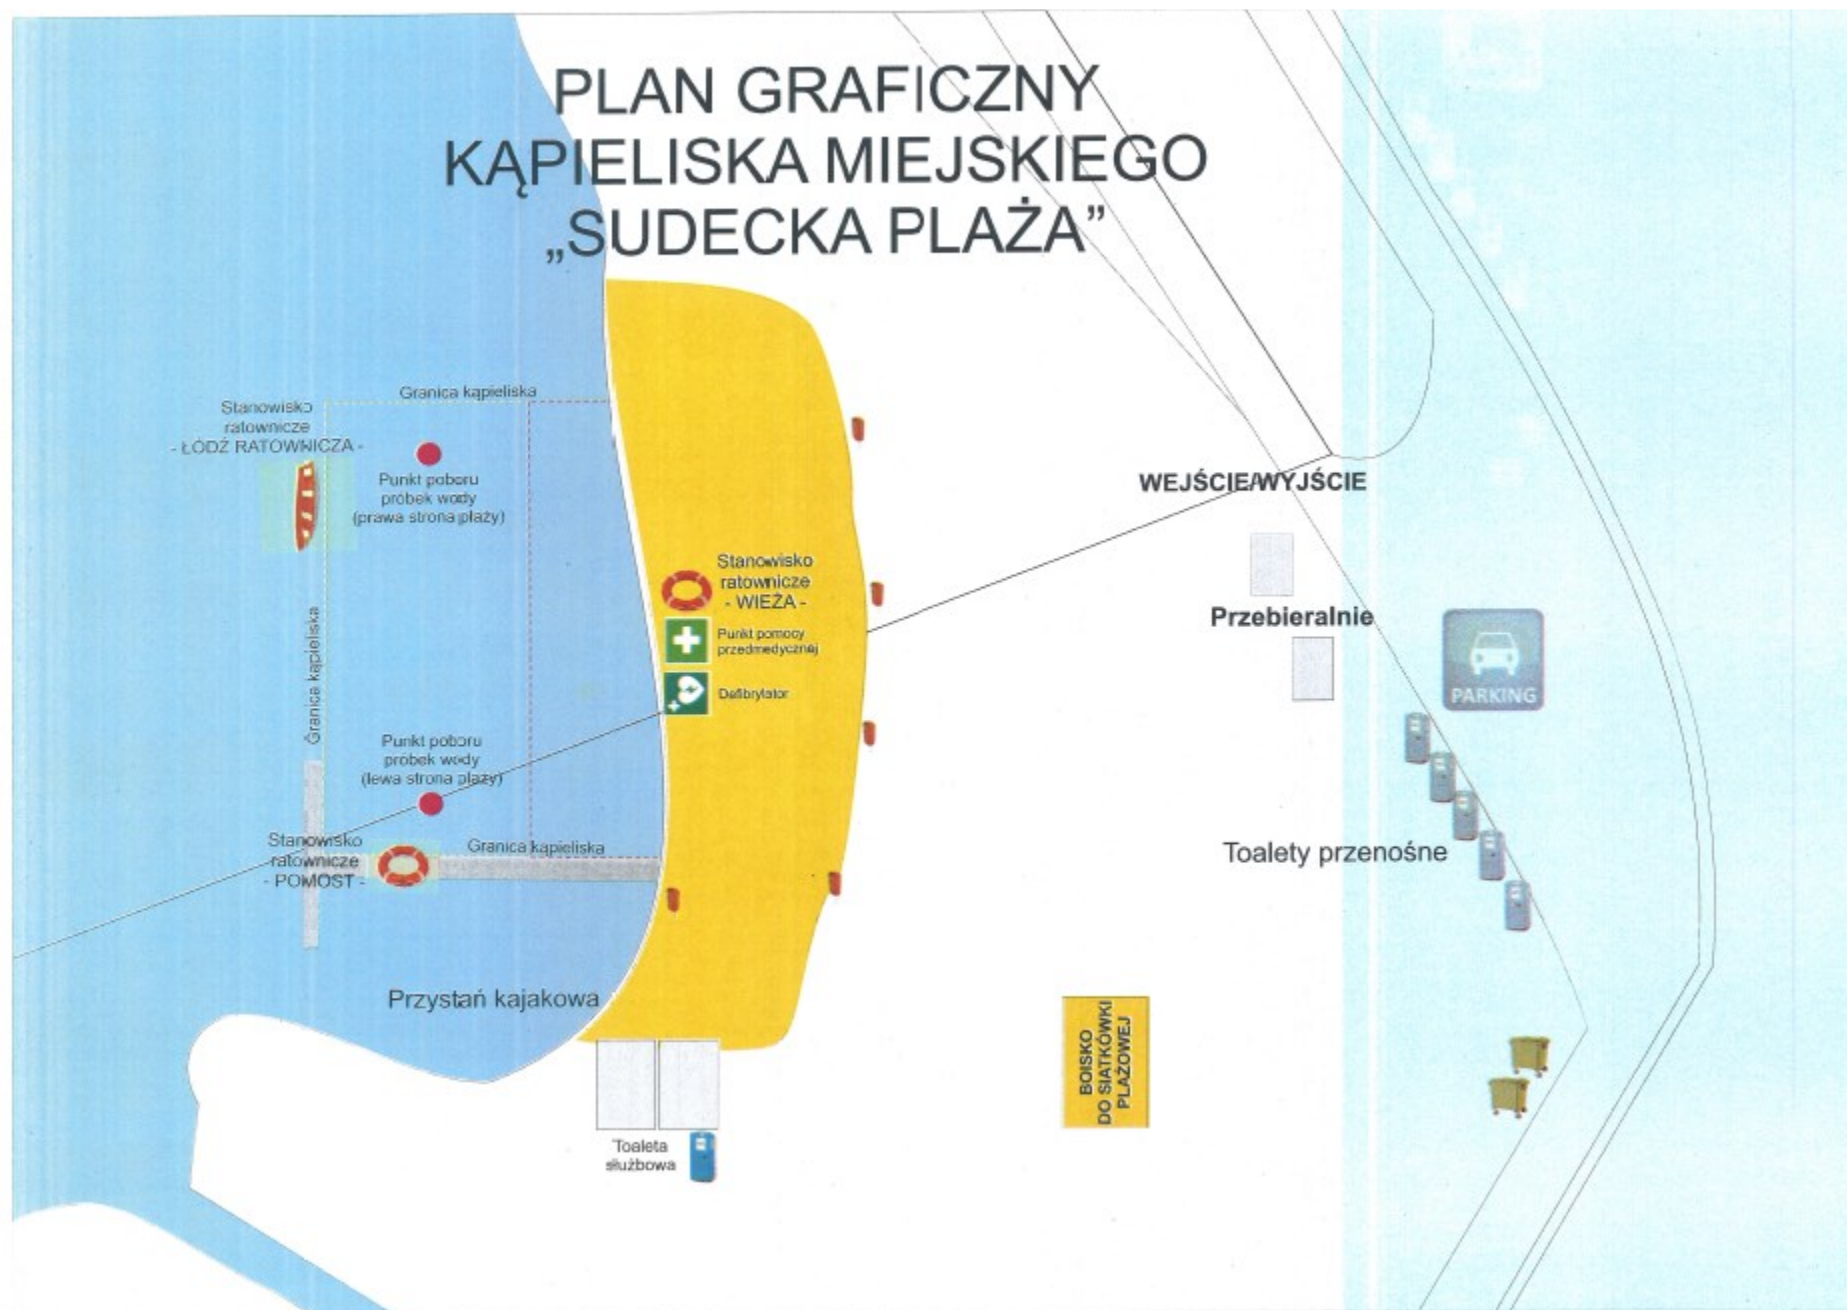 PLAN GRAFICZNY
KĄPIELISKA MIEJSKIEGO
„SUDECKA PLAŻA”
Granica kąpieliska
Stanowisko
ratownicze
- ŁÓDŹ RATOWNICZA -
Punkt poboru
próbek wody
(prawa strona plaży)
WEJŚCIE/WYJŚCIE
Stanowisko
ratownicze
- WIEŻA -
Punkt pomocy
przedmedycznej
Defibrylator
Przebieralnie
PARKING
Granica kąpieliska
Punkt poboru
próbek wody
(lewa strona plaży)
Stanowisko
ratownicze
- POMOST -
Granica kąpieliska
Toalety przenośne
Przystań kajakowa
BOISKO
DO SIATKÓWKI
PLAŻOWEJ
Toaleta
służbowa